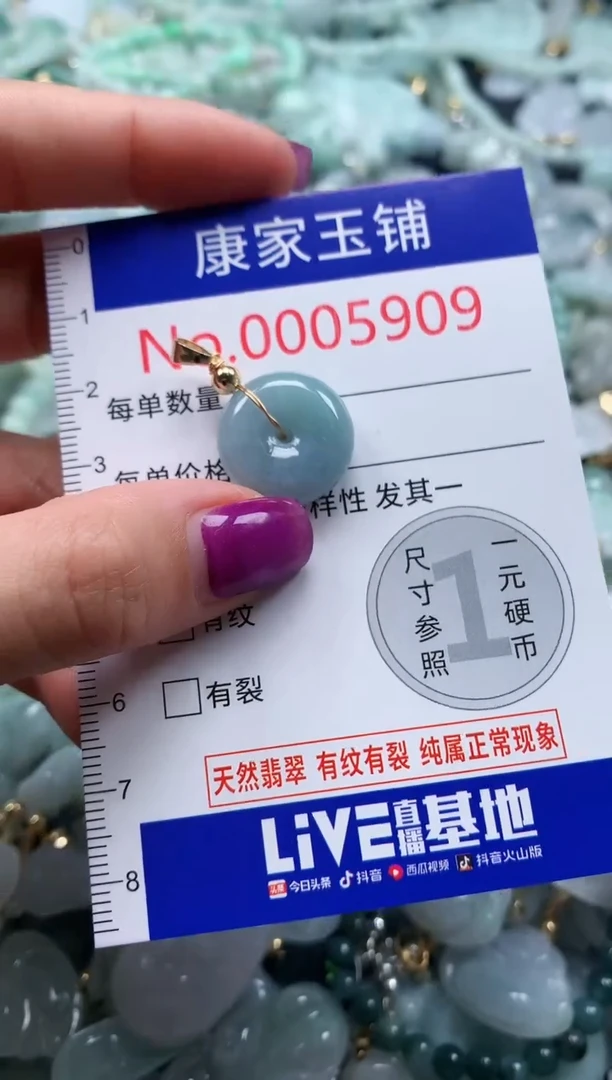 康家玉铺
No.0005909
0
1
每单数量
2
每单价格
3
样性 发其一
尺寸参照
1
一元硬币
有纹
6
有裂
天然翡翠 有纹有裂 纯属正常现象
7
LiVE直播基地
头条 今日头条 抖音 西瓜视频 抖音火山版
8